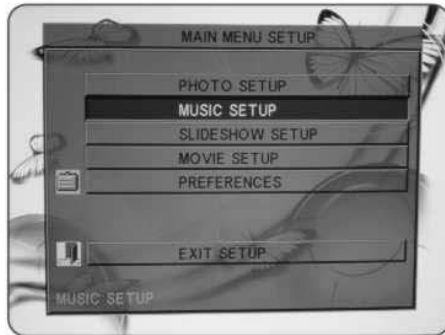 MAIN MENU SETUP
PHOTO SETUP
MUSIC SETUP
SLIDESHOW SETUP
MOVIE SETUP
PREFERENCES
EXIT SETUP
MUSIC SETUP